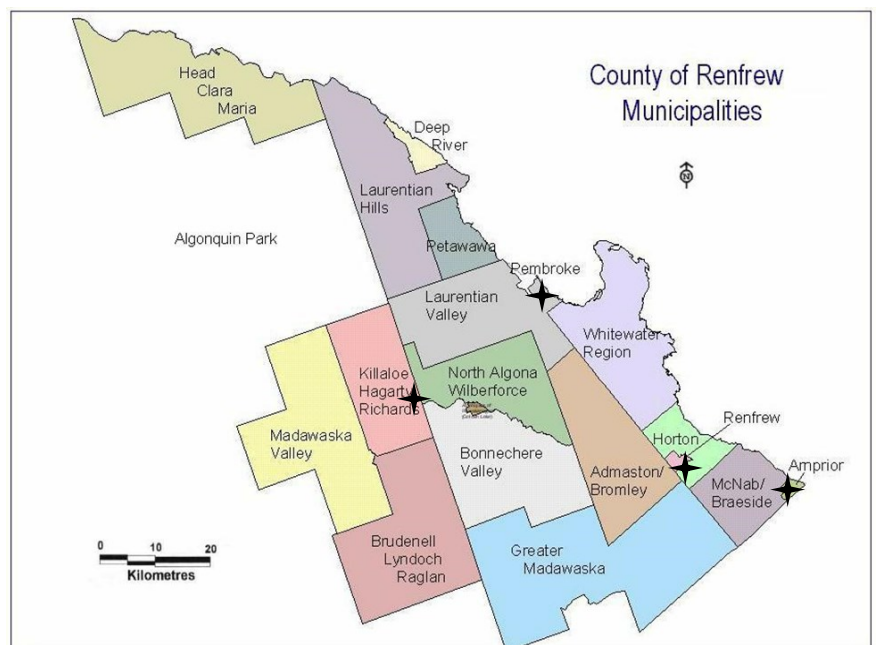 County of Renfrew
Municipalities
N
Head
Clara
Maria
Deep
River
Laurentian
Hills
Algonquin Park
Petawawa
Pembroke
Laurentian
Valley
Whitewater
Region
Killaloe
Hagarty
Richards
North Algona
Wilberforce
Renfrew
Horton
Madawaska
Valley
Bonnechere
Valley
Admaston/
Bromley
McNab/
Braeside
Arnprior
0 10 20
Kilometres
Brudenell
Lyndoch
Raglan
Greater
Madawaska